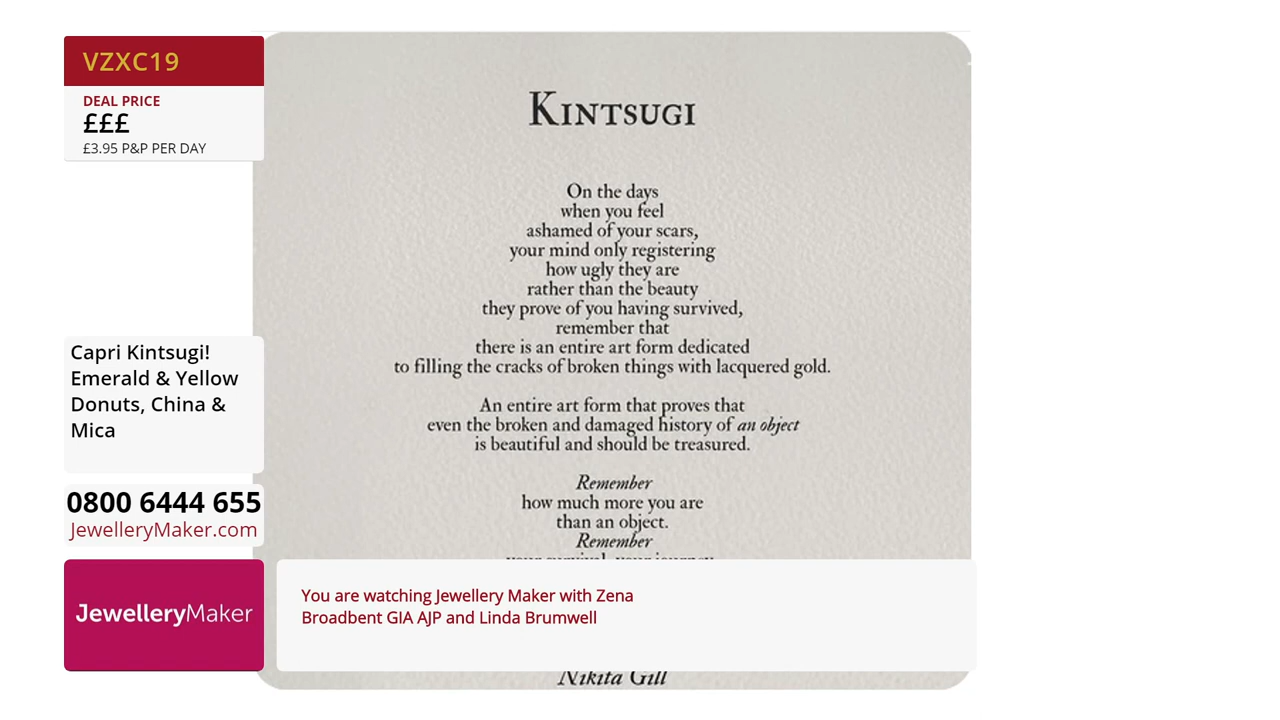 VZXC19
DEAL PRICE
£££
£3.95 P&P PER DAY
KINTSUGI
On the days
when you feel
ashamed of your scars,
your mind only registering
how ugly they are
rather than the beauty
they prove of you having survived,
remember that
there is an entire art form dedicated
to filling the cracks of broken things with lacquered gold.
An entire art form that proves that
even the broken and damaged history of an object
is beautiful and should be treasured.
Remember
how much more you are
than an object.
Remember
Nikita Gill
Capri Kintsugi!
Emerald & Yellow
Donuts, China &
Mica
0800 6444 655
JewelleryMaker.com
JewelleryMaker
You are watching Jewellery Maker with Zena
Broadbent GIA AJP and Linda Brumwell